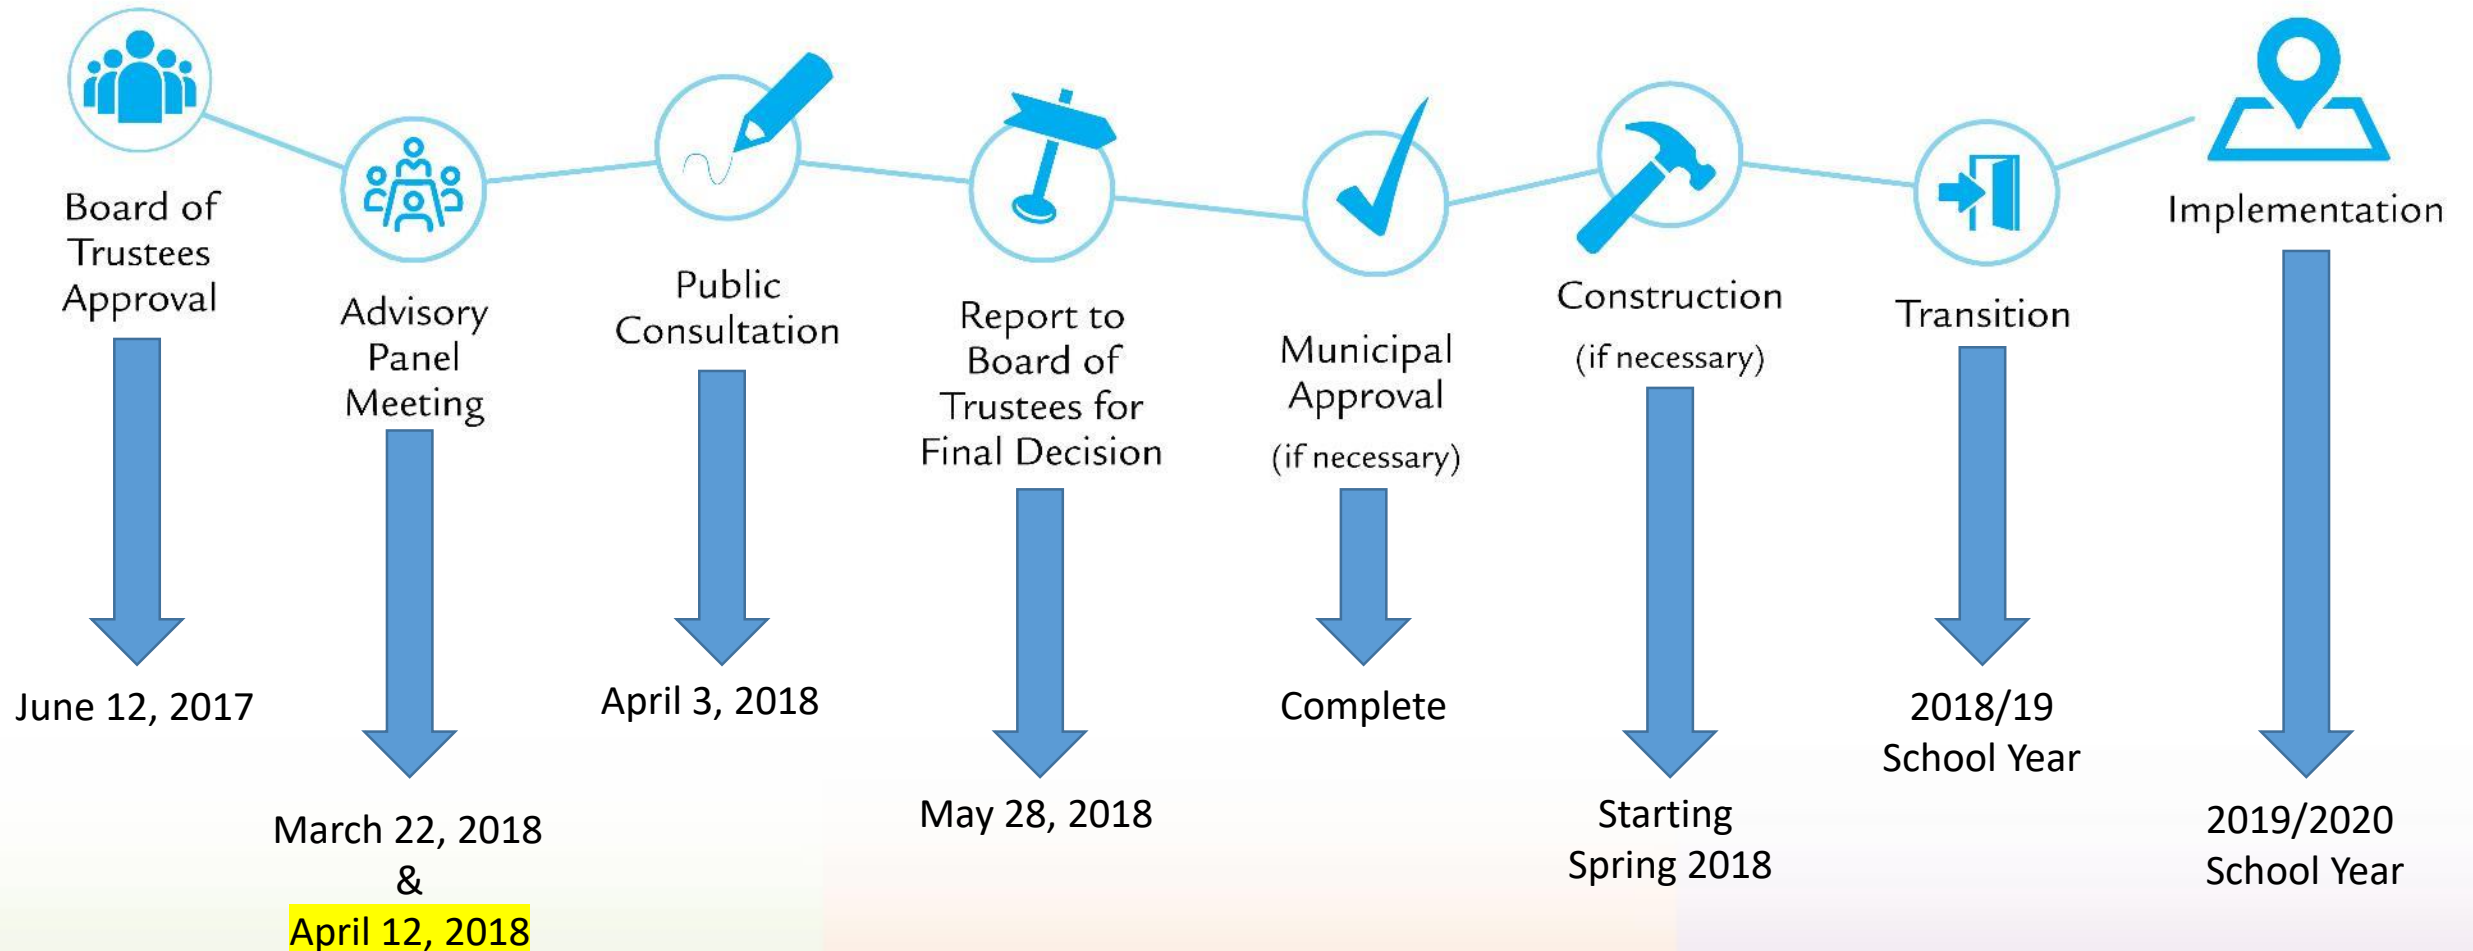 Board of
Trustees
Approval
June 12, 2017
Advisory
Panel
Meeting
March 22, 2018
&
April 12, 2018
Public
Consultation
April 3, 2018
Report to
Board of
Trustees for
Final Decision
May 28, 2018
Municipal
Approval
(if necessary)
Complete
Construction
(if necessary)
Starting
Spring 2018
Transition
2018/19
School Year
Implementation
2019/2020
School Year